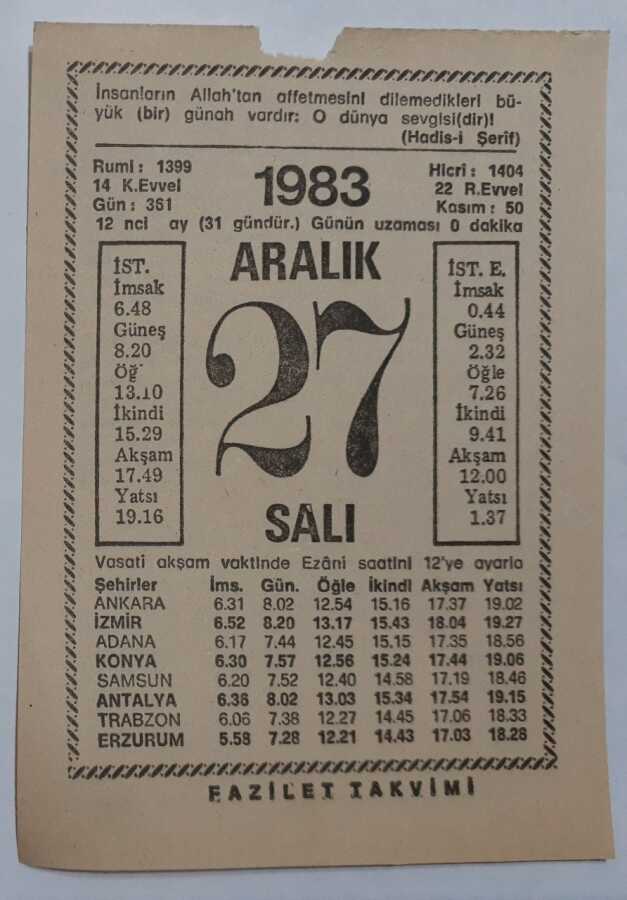 İnsanların Allah'tan affetmesini dilemedikleri bü-
yük (bir) günah vardır: O dünya sevgisi(dir)!
(Hadis-i Şerif)
Rumi: 1399
14 K.Evvel
Gün: 361
1983
Hicrî: 1404
22 R.Evvel
Kasım: 50
12 nci ay (31 gündür.) Günün uzaması 0 dakika
ARALIK
27
SALI
İST.
İmsak
6.48
Güneş
8.20
Öğ
13.10
İkindi
15.29
Akşam
17.49
Yatsı
19.16
İST. E.
İmsak
0.44
Güneş
2.32
Öğle
7.26
İkindi
9.41
Akşam
12.00
Yatsı
1.37
Vasati akşam vaktinde Ezâni saatini 12'ye ayarla
Şehirler İms. Gün. Öğle İkindi Akşam Yatsı
ANKARA 6.31 8.02 12.54 15.16 17.37 19.02
İZMİR 6.52 8.20 13.17 15.43 18.04 19.27
ADANA 6.17 7.44 12.45 15.15 17.35 18.56
KONYA 6.30 7.57 12.56 15.24 17.44 19.06
SAMSUN 6.20 7.52 12.40 14.58 17.19 18.46
ANTALYA 6.36 8.02 13.03 15.34 17.54 19.15
TRABZON 6.06 7.38 12.27 14.45 17.06 18.33
ERZURUM 5.58 7.28 12.21 14.43 17.03 18.28
FAZİLET TAKVİMİ